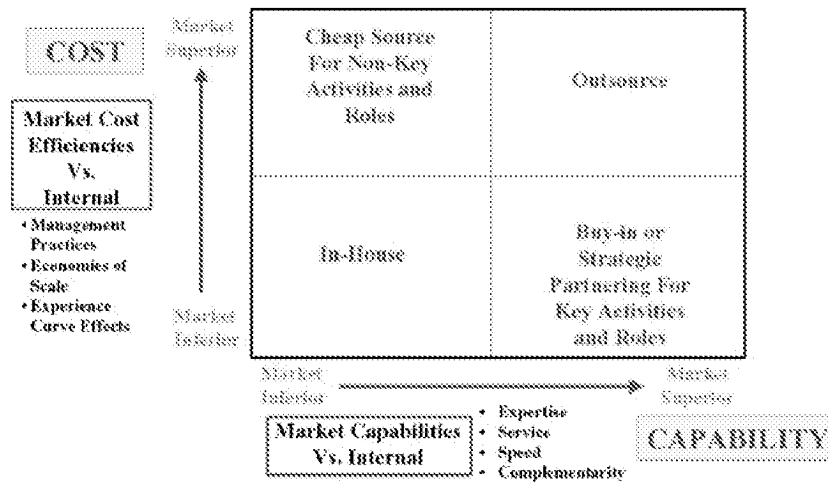 COST
Market Cost
Efficiencies
Vs.
Internal
• Management
Practices
• Economies of
Scale
• Experience
Curve Effects
Market
Superior
Market
Inferior
Cheap Source
For Non-Key
Activities and
Roles
Outsource
In-House
Buy-in or
Strategic
Partnering For
Key Activities
and Roles
Market
Inferior
Market
Superior
Market Capabilities
Vs. Internal
• Expertise
• Service
• Speed
• Complementarity
CAPABILITY